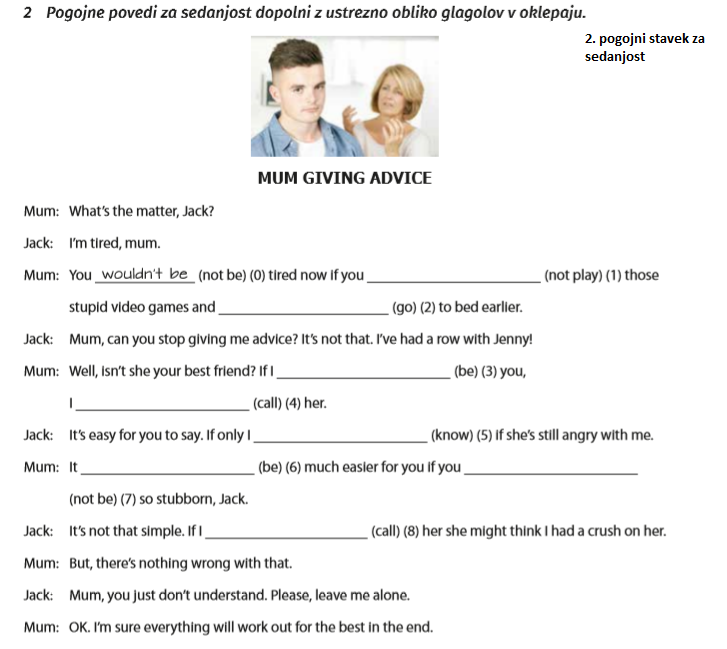 2 Pogojne povedi za sedanjost dopolni z ustrezno obliko glagolov v oklepaju.
2. pogojni stavek za
sedanjost
MUM GIVING ADVICE
Mum: What's the matter, Jack?
Jack: I'm tired, mum.
Mum: You wouldn't be (not be) (0) tired now if you ____________________ (not play) (1) those
stupid video games and ____________________ (go) (2) to bed earlier.
Jack: Mum, can you stop giving me advice? It's not that. I've had a row with Jenny!
Mum: Well, isn't she your best friend? If I ____________________ (be) (3) you,
I ____________________ (call) (4) her.
Jack: It's easy for you to say. If only I ____________________ (know) (5) if she's still angry with me.
Mum: It ____________________ (be) (6) much easier for you if you ____________________
(not be) (7) so stubborn, Jack.
Jack: It's not that simple. If I ____________________ (call) (8) her she might think I had a crush on her.
Mum: But, there's nothing wrong with that.
Jack: Mum, you just don't understand. Please, leave me alone.
Mum: OK. I'm sure everything will work out for the best in the end.